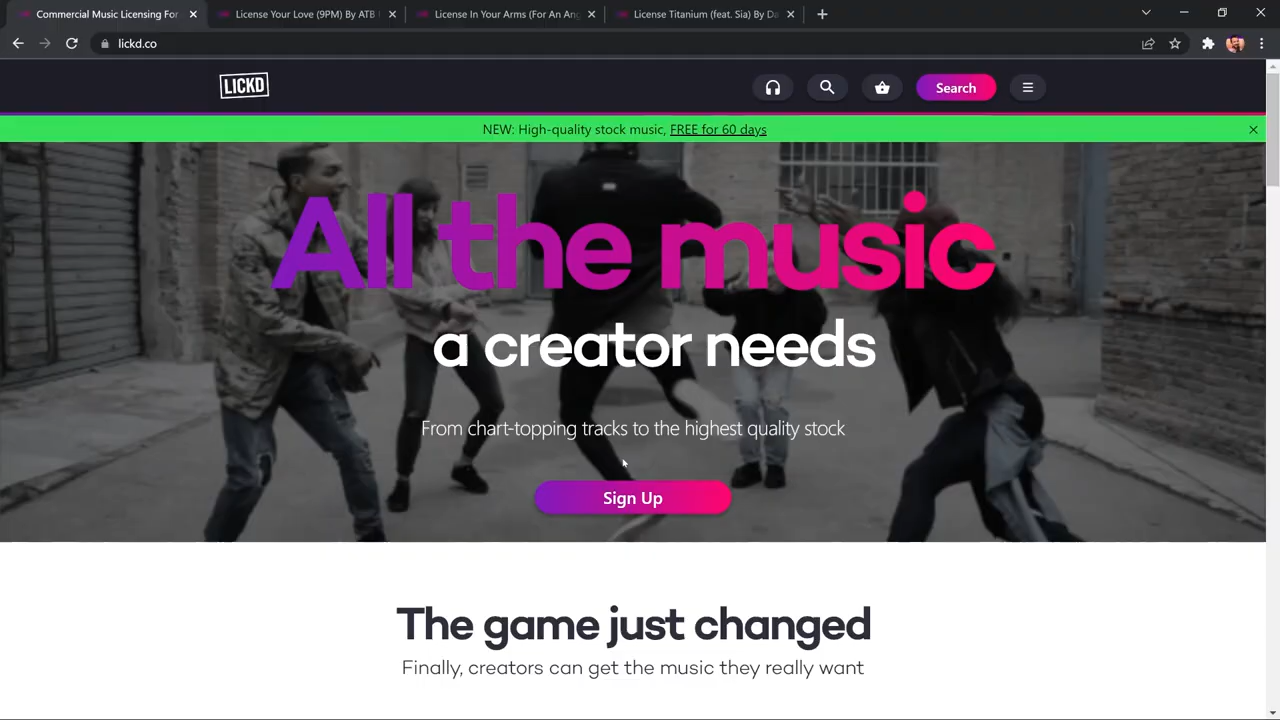 Commercial Music Licensing For
License Your Love (9PM) By ATB
License In Your Arms (For An Ang
License Titanium (feat. Sia) By Da
lickd.co
LICKD
Search
NEW: High-quality stock music, FREE for 60 days
All the music
a creator needs
From chart-topping tracks to the highest quality stock
Sign Up
The game just changed
Finally, creators can get the music they really want